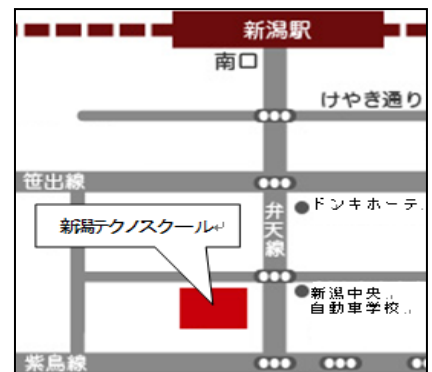 新潟駅
南口
けやき通り
笹出線
弁天線
ドンキホーテ
新潟テクノスクール
新潟中央
自動車学校
紫鳥線